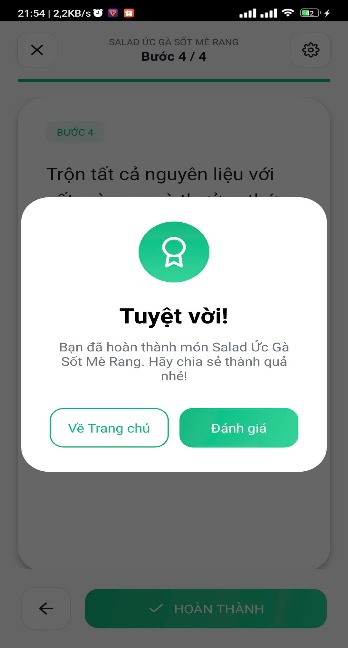 21:54 | 2,2KB/s
2
SALAD ỨC GÀ SỐT MÈ RANG
Bước 4 / 4
BƯỚC 4
Trộn tất cả nguyên liệu với
Tuyệt vời!
Bạn đã hoàn thành món Salad Ức Gà
Sốt Mè Rang. Hãy chia sẻ thành quả
nhé!
Về Trang chủ
Đánh giá
HOÀN THÀNH